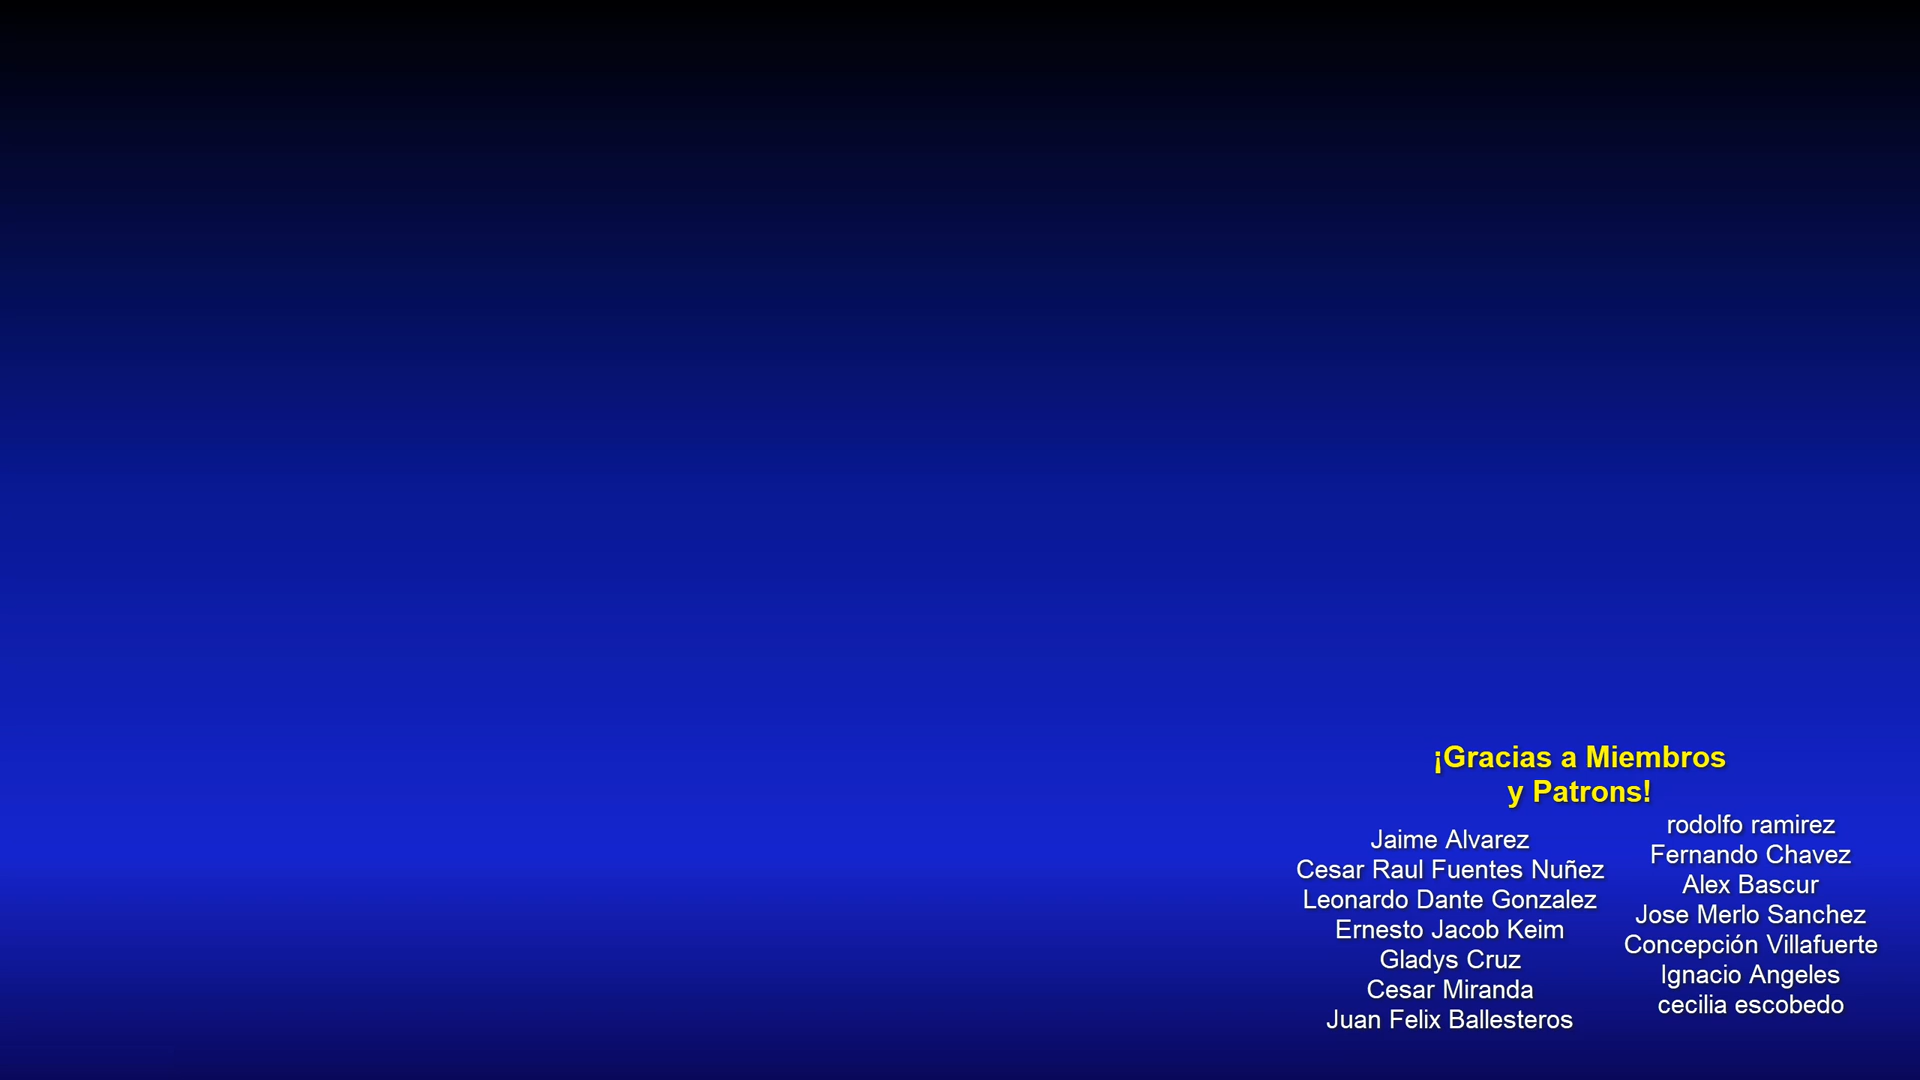 ¡Gracias a Miembros
y Patrons!
Jaime Alvarez
Cesar Raul Fuentes Nuñez
Leonardo Dante Gonzalez
Ernesto Jacob Keim
Gladys Cruz
Cesar Miranda
Juan Felix Ballesteros
rodolfo ramirez
Fernando Chavez
Alex Bascur
Jose Merlo Sanchez
Concepción Villafuerte
Ignacio Angeles
cecilia escobedo